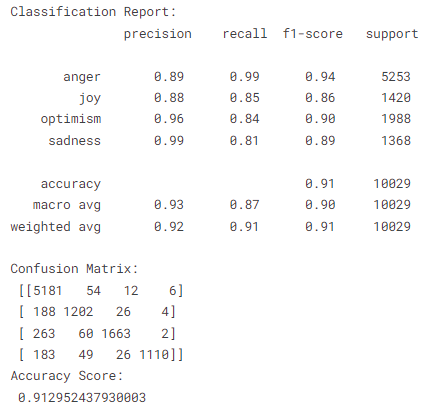 Classification Report:
precision recall f1-score support
anger 0.89 0.99 0.94 5253
joy 0.88 0.85 0.86 1420
optimism 0.96 0.84 0.90 1988
sadness 0.99 0.81 0.89 1368
accuracy 0.91 10029
macro avg 0.93 0.87 0.90 10029
weighted avg 0.92 0.91 0.91 10029
Confusion Matrix:
[[5181 54 12 6]
[ 188 1202 26 4]
[ 263 60 1663 2]
[ 183 49 26 1110]]
Accuracy Score:
0.912952437930003